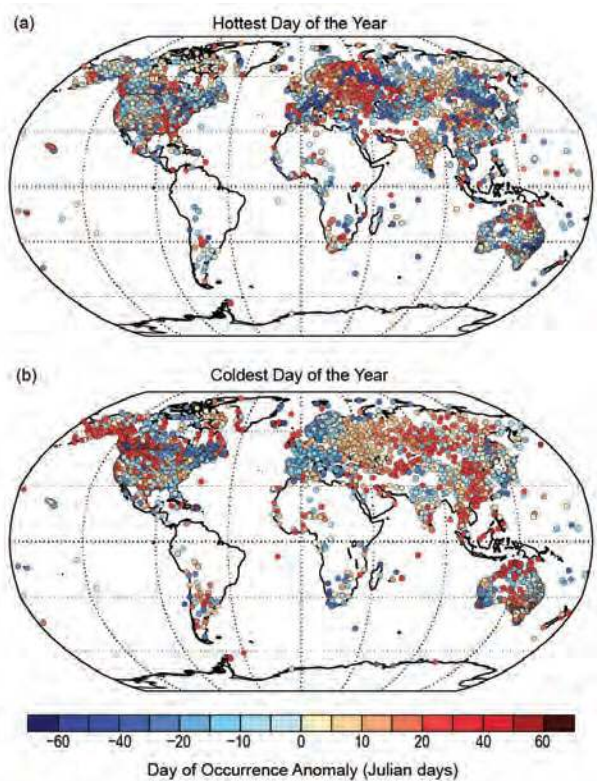 (a) Hottest Day of the Year
(b) Coldest Day of the Year
−60 −40 −20 −10 0 10 20 40 60
Day of Occurrence Anomaly (Julian days)